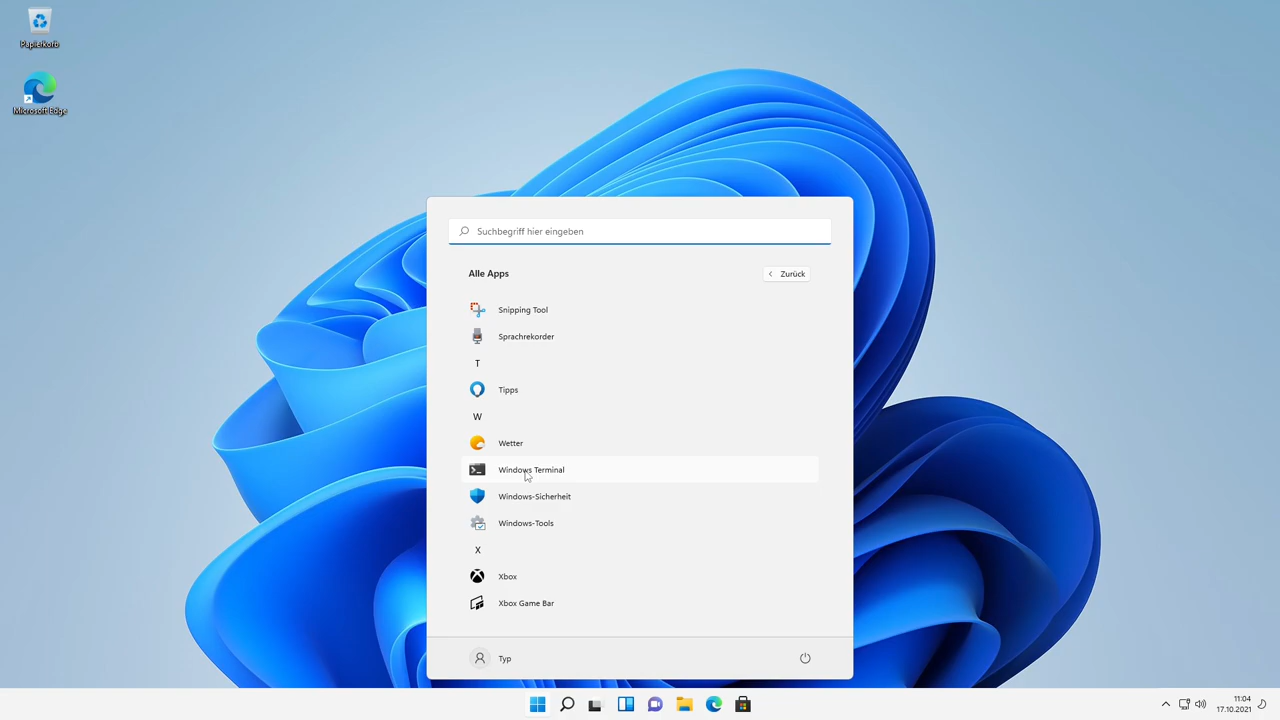 Papierkorb
Microsoft Edge
Suchbegriff hier eingeben
Alle Apps
Zurück
Snipping Tool
Sprachrekorder
T
Tipps
W
Wetter
Windows Terminal
Windows-Sicherheit
Windows-Tools
X
Xbox
Xbox Game Bar
Typ
11:04
17.10.2021